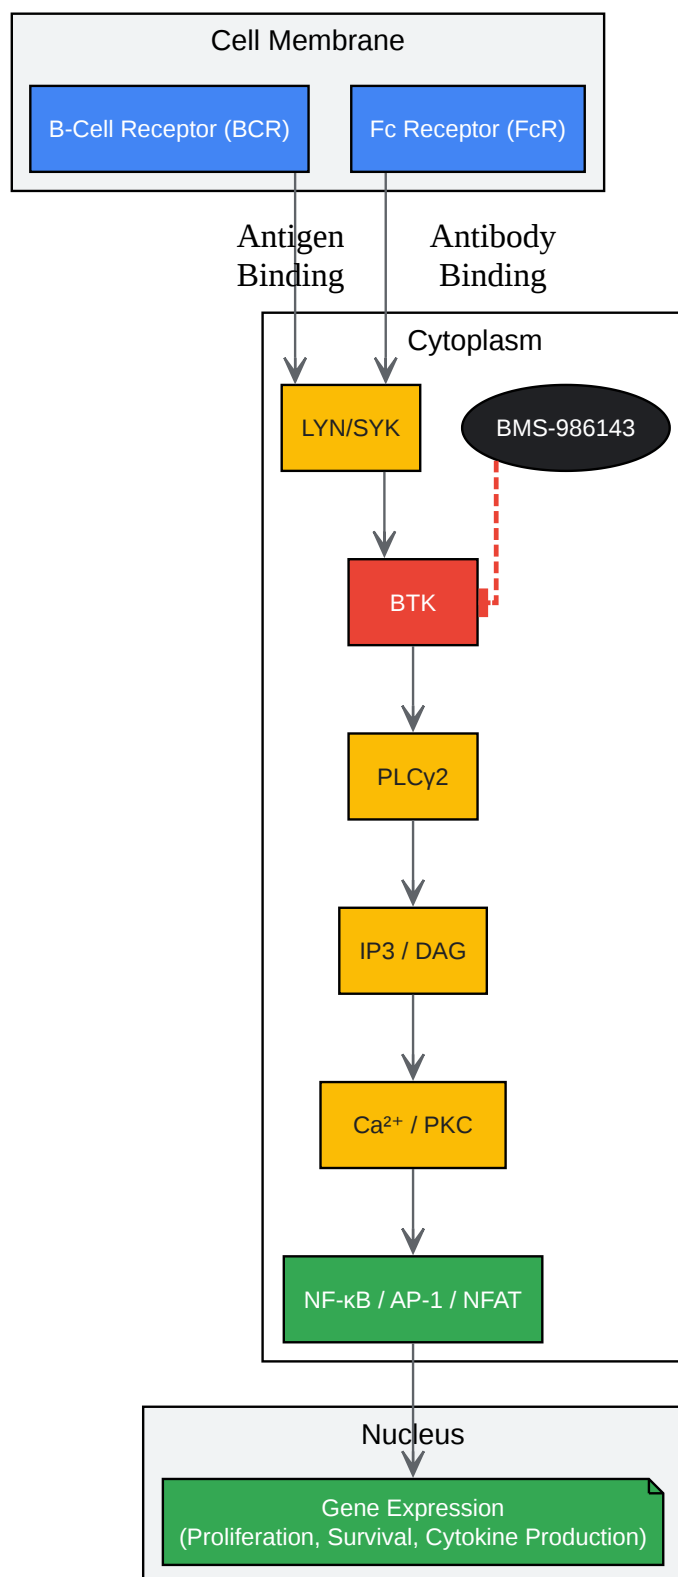 Cell Membrane
B-Cell Receptor (BCR)
Fc Receptor (FcR)
Antigen
Binding
Antibody
Binding
Cytoplasm
LYN/SYK
BMS-986143
BTK
PLCγ2
IP3 / DAG
Ca²⁺ / PKC
NF-κB / AP-1 / NFAT
Nucleus
Gene Expression
(Proliferation, Survival, Cytokine Production)